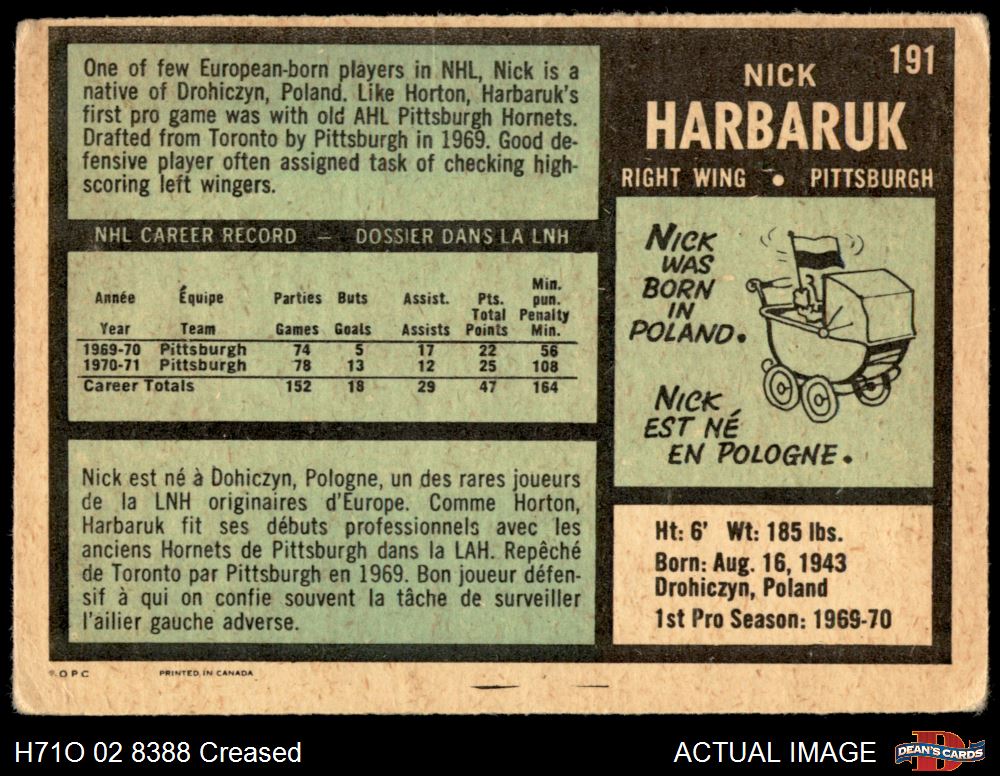 191
NICK
HARBARUK
RIGHT WING • PITTSBURGH
One of few European-born players in NHL, Nick is a
native of Drohiczyn, Poland. Like Horton, Harbaruk's
first pro game was with old AHL Pittsburgh Hornets.
Drafted from Toronto by Pittsburgh in 1969. Good de-
fensive player often assigned task of checking high-
scoring left wingers.
NHL CAREER RECORD — DOSSIER DANS LA LNH
Année Équipe Parties Buts Assist. Pts. Total Min. pun.
Year Team Games Goals Assists Points Penalty Min.
1969-70 Pittsburgh 74 5 17 22 56
1970-71 Pittsburgh 78 13 12 25 108
Career Totals 152 18 29 47 164
Nick est né à Dohiczyn, Pologne, un des rares joueurs
de la LNH originaires d'Europe. Comme Horton,
Harbaruk fit ses débuts professionnels avec les
anciens Hornets de Pittsburgh dans la LAH. Repêché
de Toronto par Pittsburgh en 1969. Bon joueur défen-
sif à qui on confie souvent la tâche de surveiller
l'ailier gauche adverse.
NICK
WAS
BORN
IN
POLAND.
NICK
EST NÉ
EN POLOGNE.
Ht: 6' Wt: 185 lbs.
Born: Aug. 16, 1943
Drohiczyn, Poland
1st Pro Season: 1969-70
O P C PRINTED IN CANADA
H71O 02 8388 Creased
ACTUAL IMAGE
DEAN'S CARDS